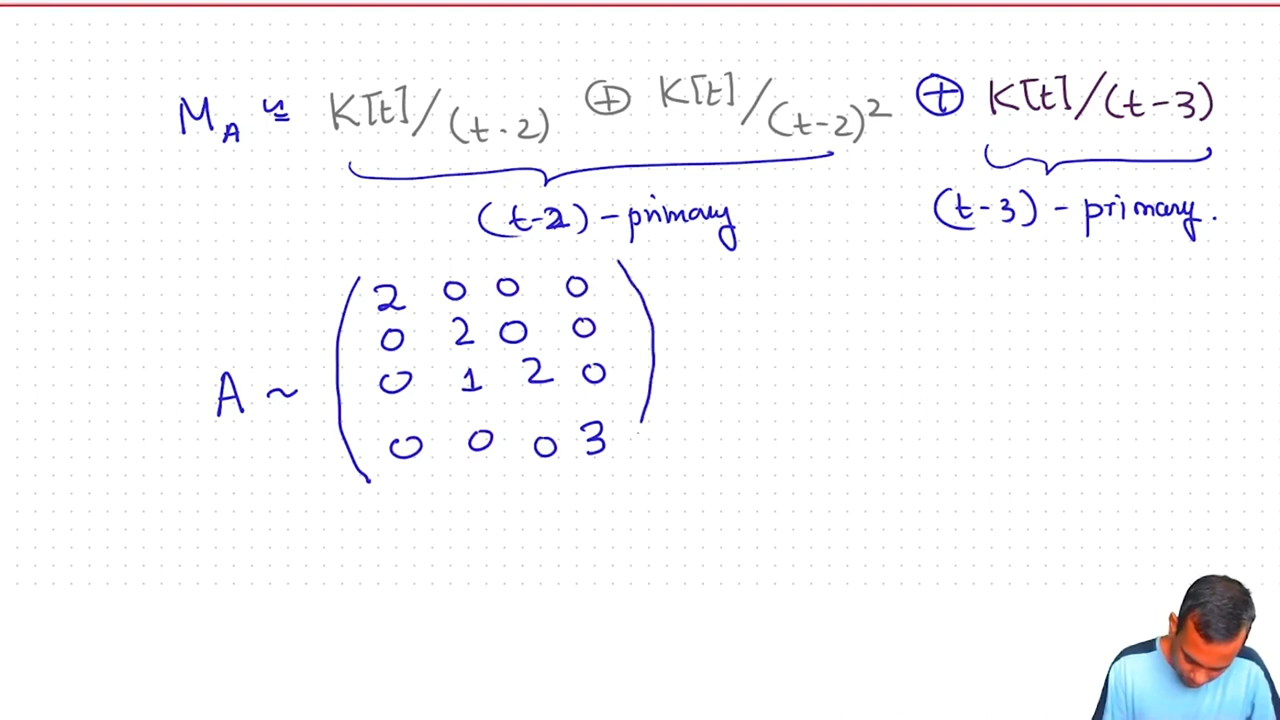 M_A ≅ K[t]/(t-2) ⊕ K[t]/(t-2)² ⊕ K[t]/(t-3)
(t-2)-primary (t-3)-primary.
2 0 0 0
0 2 0 0
A ~ 0 1 2 0
0 0 0 3